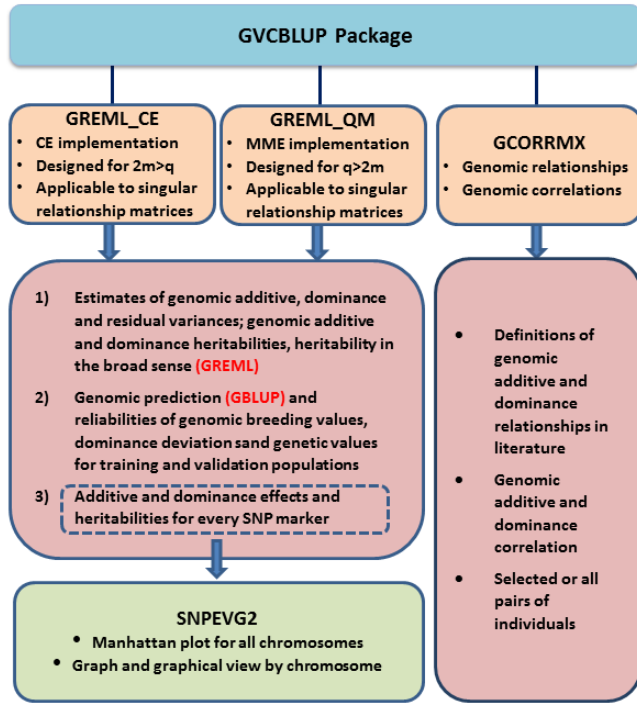 GVCBLUP Package
GREML_CE
• CE implementation
• Designed for 2m>q
• Applicable to singular
relationship matrices
GREML_QM
• MME implementation
• Designed for q>2m
• Applicable to singular
relationship matrices
GCORRMX
• Genomic relationships
• Genomic correlations
1) Estimates of genomic additive, dominance
and residual variances; genomic additive
and dominance heritabilities, heritability in
the broad sense (GREML)
2) Genomic prediction (GBLUP) and
reliabilities of genomic breeding values,
dominance deviation sand genetic values
for training and validation populations
3) Additive and dominance effects and
heritabilities for every SNP marker
• Definitions of
genomic
additive and
dominance
relationships in
literature
• Genomic
additive and
dominance
correlation
• Selected or all
pairs of
individuals
SNPEVG2
• Manhattan plot for all chromosomes
• Graph and graphical view by chromosome